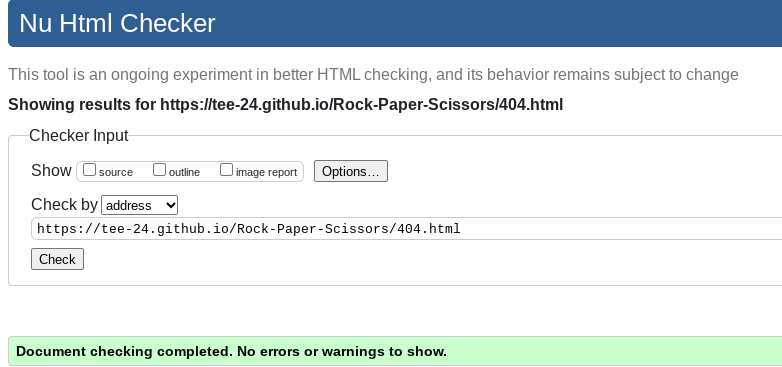 Nu Html Checker
This tool is an ongoing experiment in better HTML checking, and its behavior remains subject to change
Showing results for https://tee-24.github.io/Rock-Paper-Scissors/404.html
Checker Input
Show source outline image report Options...
Check by address
https://tee-24.github.io/Rock-Paper-Scissors/404.html
Check
Document checking completed. No errors or warnings to show.